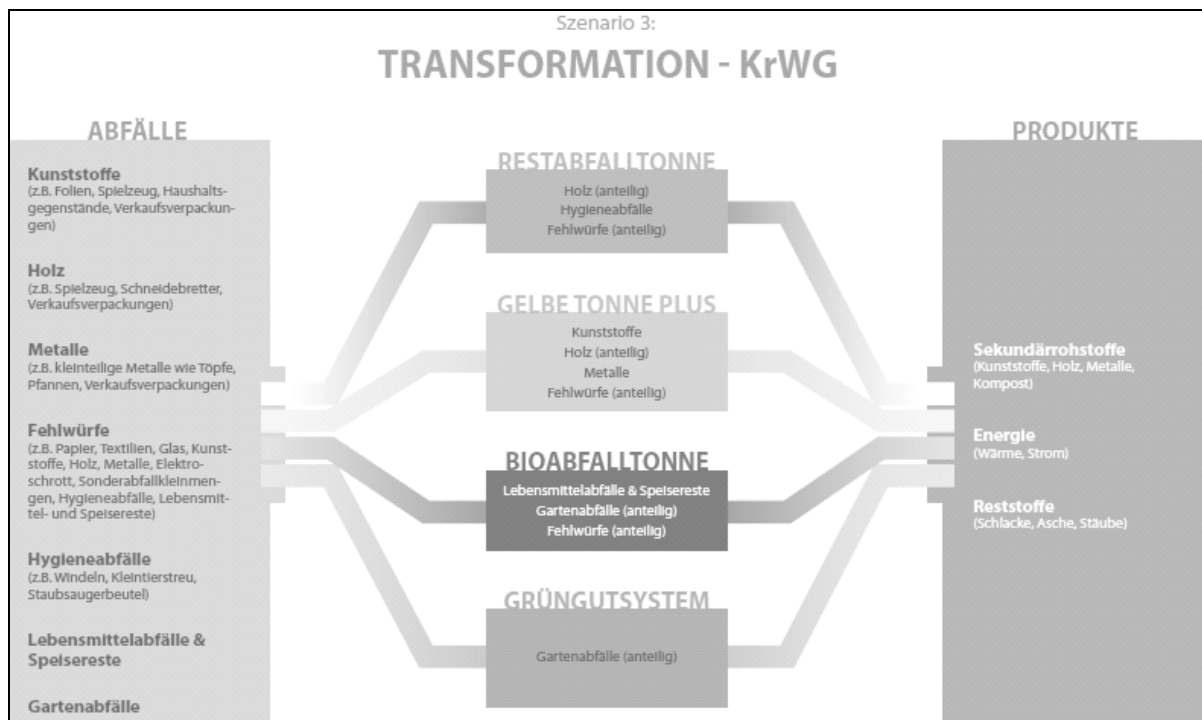 Szenario 3:
TRANSFORMATION - KrWG
ABFÄLLE
Kunststoffe
(z.B. Folien, Spielzeug, Haushalts-
gegenstände, Verkaufsverpackun-
gen)
Holz
(z.B. Spielzeug, Schneidebretter,
Verkaufsverpackungen)
Metalle
(z.B. kleinteilige Metalle wie Töpfe,
Pfannen, Verkaufsverpackungen)
Fehlwürfe
(z.B. Papier, Textilien, Glas, Kunst-
stoffe, Holz, Metalle, Elektro-
schrott, Sonderabfallkleinmen-
gen, Hygieneabfälle, Lebensmit-
tel- und Speisereste)
Hygieneabfälle
(z.B. Windeln, Kleintierstreu,
Staubsaugerbeutel)
Lebensmittelabfälle &
Speisereste
Gartenabfälle
RESTABFALLTONNE
Holz (anteilig)
Hygieneabfälle
Fehlwürfe (anteilig)
GELBE TONNE PLUS
Kunststoffe
Holz (anteilig)
Metalle
Fehlwürfe (anteilig)
BIOABFALLTONNE
Lebensmittelabfälle & Speisereste
Gartenabfälle (anteilig)
Fehlwürfe (anteilig)
GRÜNGUTSYSTEM
Gartenabfälle (anteilig)
PRODUKTE
Sekundärrohstoffe
(Kunststoffe, Holz, Metalle,
Kompost)
Energie
(Wärme, Strom)
Reststoffe
(Schlacke, Asche, Stäube)